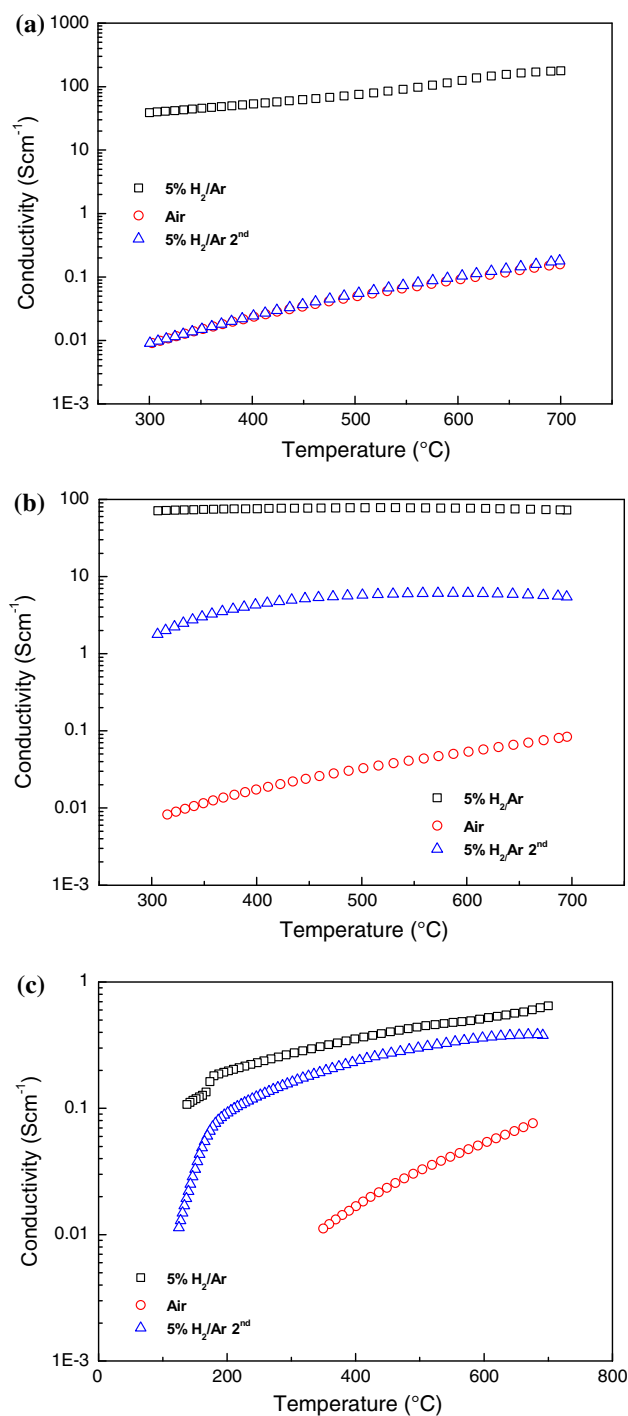 (a)
1000
100
10
1
0.1
0.01
1E-3
Conductivity (Scm⁻¹)
5% H₂/Ar
Air
5% H₂/Ar 2ⁿᵈ
300 400 500 600 700
Temperature (°C)
(b)
100
10
1
0.1
0.01
1E-3
Conductivity (Scm⁻¹)
5% H₂/Ar
Air
5% H₂/Ar 2ⁿᵈ
300 400 500 600 700
Temperature (°C)
(c)
1
0.1
0.01
1E-3
Conductivity (Scm⁻¹)
5% H₂/Ar
Air
5% H₂/Ar 2ⁿᵈ
0 200 400 600 800
Temperature (°C)